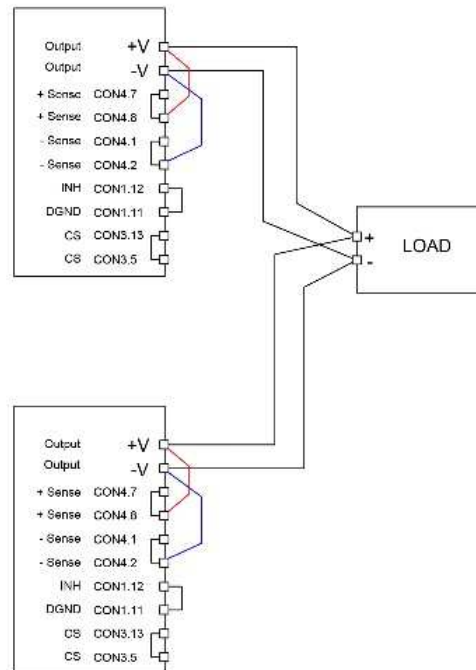 Output +V
Output -V
+ Sense CON4.7
+ Sense CON4.8
- Sense CON4.1
- Sense CON4.2
INH CON1.12
DGND CON1.11
CS CON3.13
CS CON3.5
+ LOAD
-
Output +V
Output -V
+ Sense CON4.7
+ Sense CON4.8
- Sense CON4.1
- Sense CON4.2
INH CON1.12
DGND CON1.11
CS CON3.13
CS CON3.5